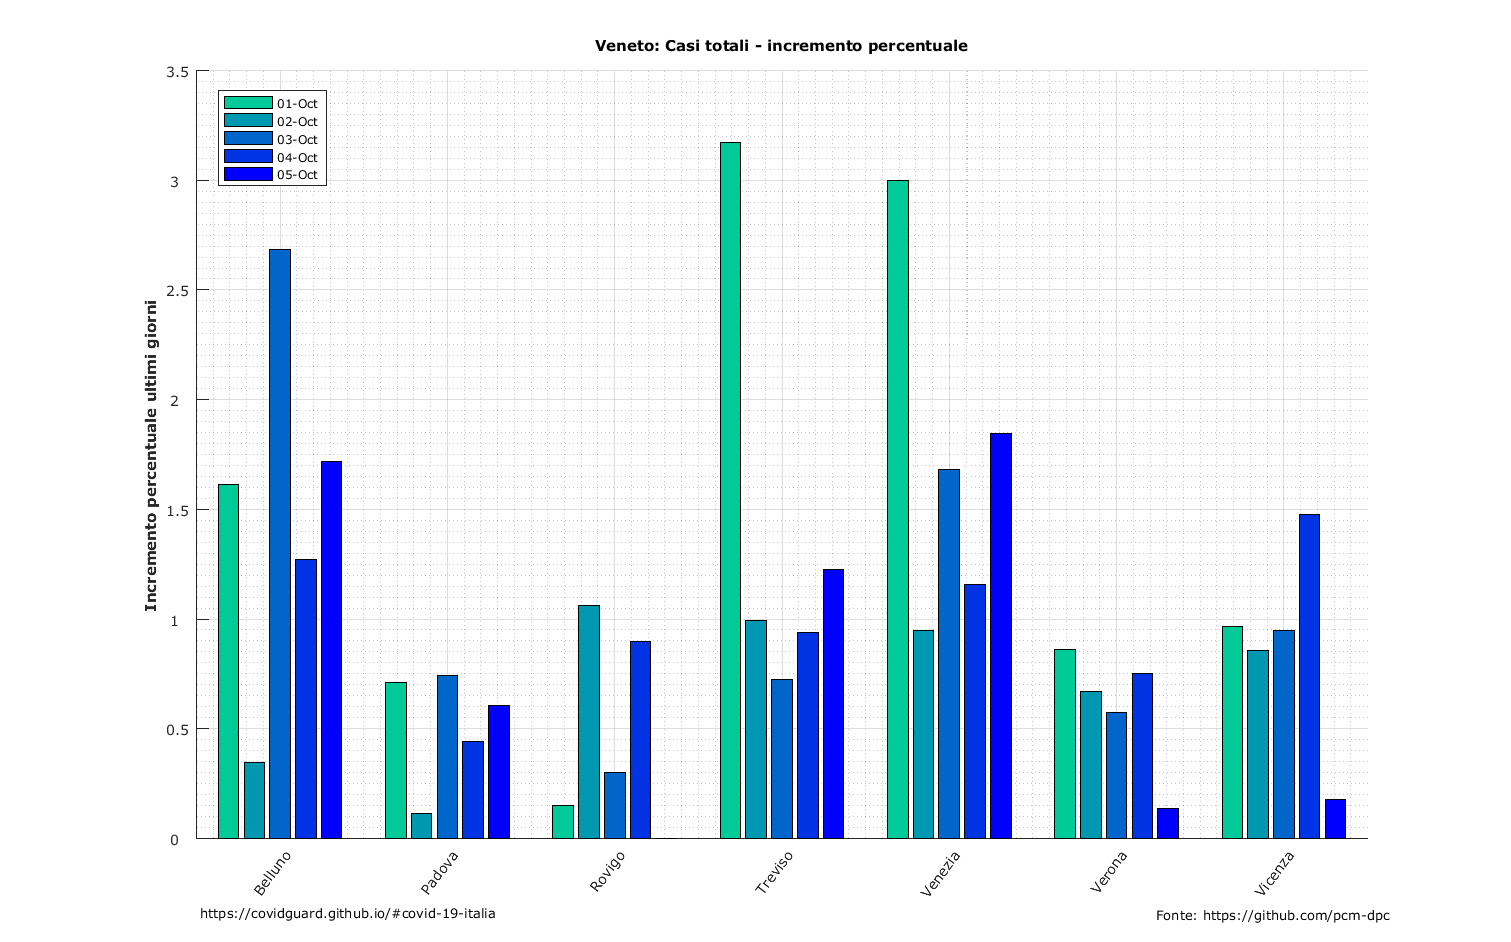 Veneto: Casi totali - incremento percentuale
3.5
3
2.5
2
1.5
1
0.5
0
Incremento percentuale ultimi giorni
01-Oct
02-Oct
03-Oct
04-Oct
05-Oct
Belluno
Padova
Rovigo
Treviso
Venezia
Verona
Vicenza
https://covidguard.github.io/#covid-19-italia
Fonte: https://github.com/pcm-dpc